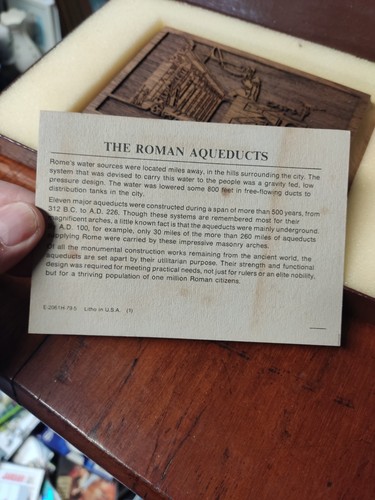 THE ROMAN AQUEDUCTS
Rome's water sources were located miles away, in the hills surrounding the city. The
system that was devised to carry this water to the people was a gravity fed, low
pressure design. The water was lowered some 800 feet in free-flowing ducts to
distribution tanks in the city.
Eleven major aqueducts were constructed during a span of more than 500 years, from
312 B.C. to A.D. 226. Though these systems are remembered most for their
magnificent arches, a little known fact is that the aqueducts were mainly underground.
A.D. 100, for example, only 30 miles of the more than 260 miles of aqueducts
supplying Rome were carried by these impressive masonry arches.
Of all the monumental construction works remaining from the ancient world, the
aqueducts are set apart by their utilitarian purpose. Their strength and functional
design was required for meeting practical needs, not just for rulers or an elite nobility,
but for a thriving population of one million Roman citizens.
Litho in U.S.A. (1)